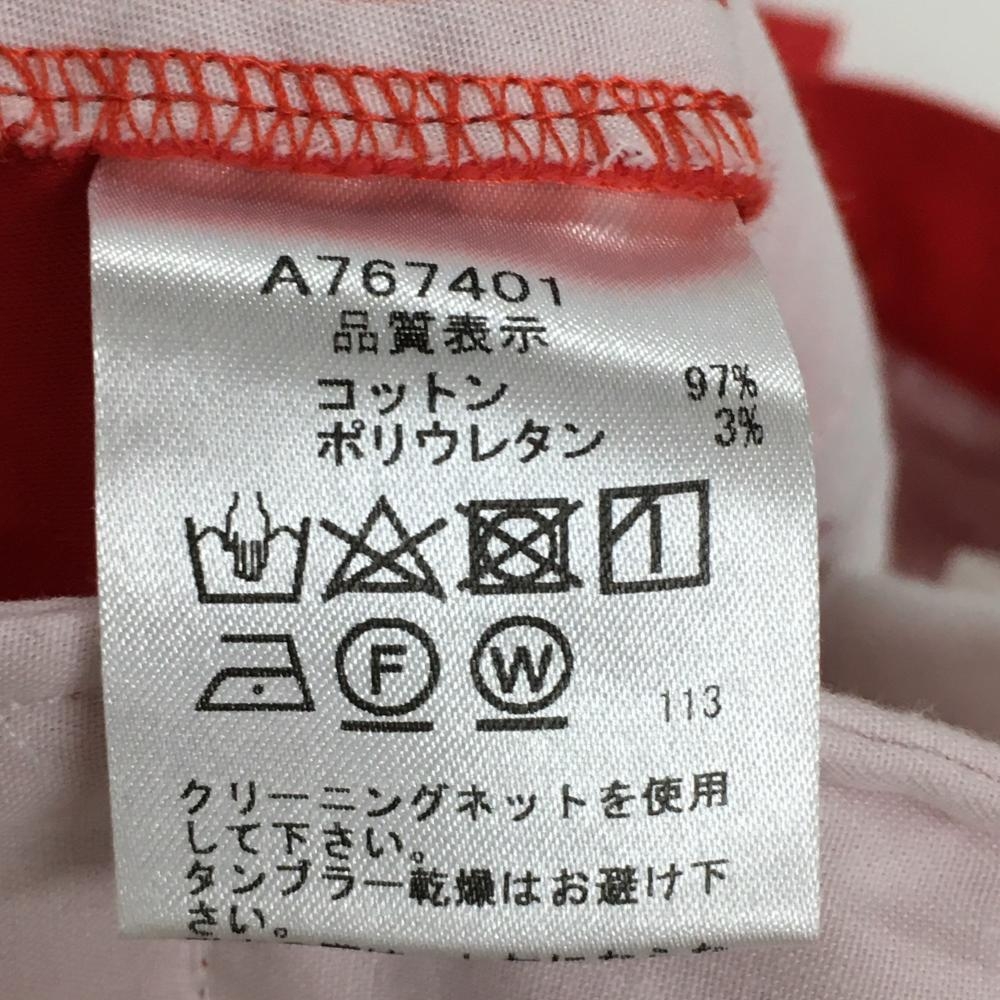 A767401
品質表示
コットン 97%
ポリウレタン 3%
F W 113
クリーニングネットを使用
して下さい。
タンブラー乾燥はお避け下
さい。